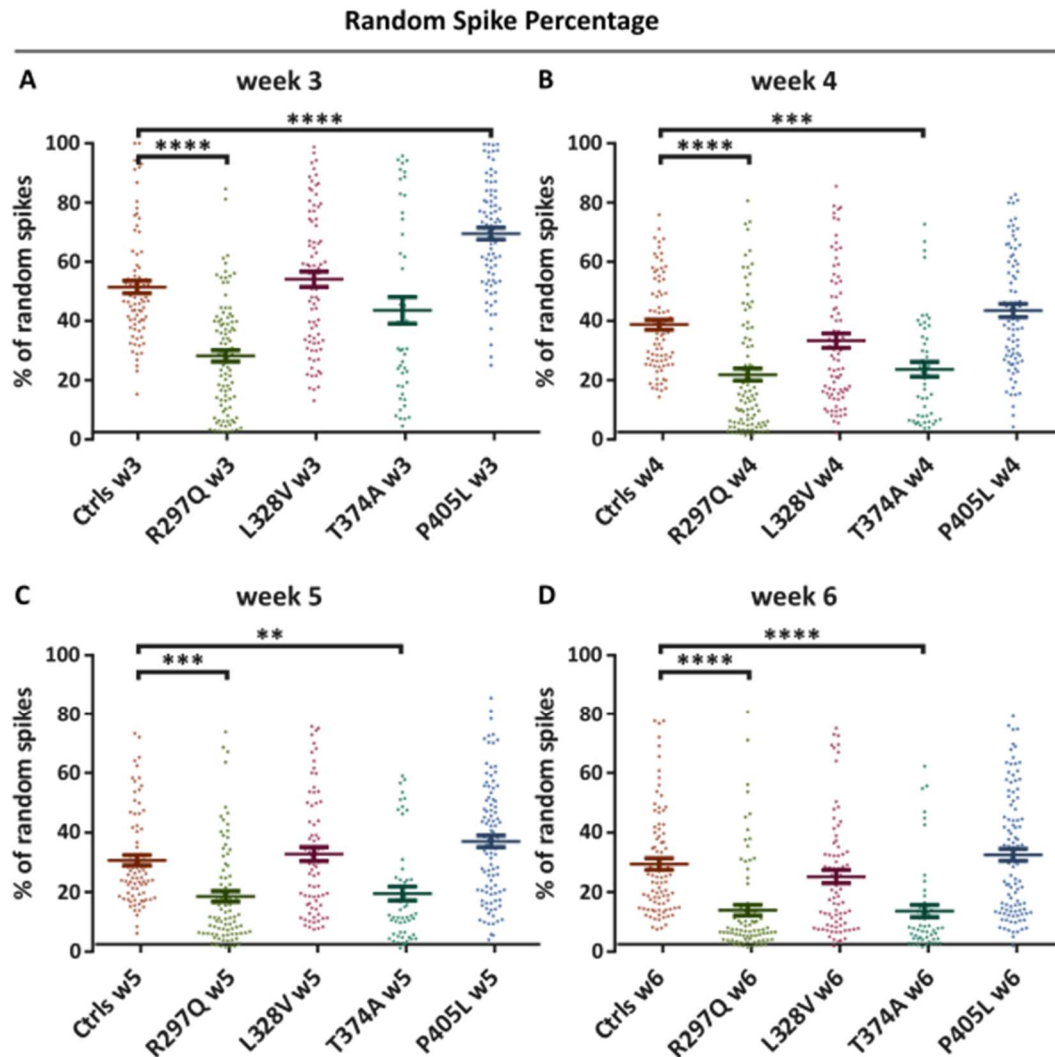 Random Spike Percentage
A week 3
**** ****
% of random spikes
100
80
60
40
20
0
Ctrls w3 R297Q w3 L328V w3 T374A w3 P405L w3
B week 4
**** ***
% of random spikes
100
80
60
40
20
0
Ctrls w4 R297Q w4 L328V w4 T374A w4 P405L w4
C week 5
*** **
% of random spikes
100
80
60
40
20
0
Ctrls w5 R297Q w5 L328V w5 T374A w5 P405L w5
D week 6
**** ****
% of random spikes
100
80
60
40
20
0
Ctrls w6 R297Q w6 L328V w6 T374A w6 P405L w6